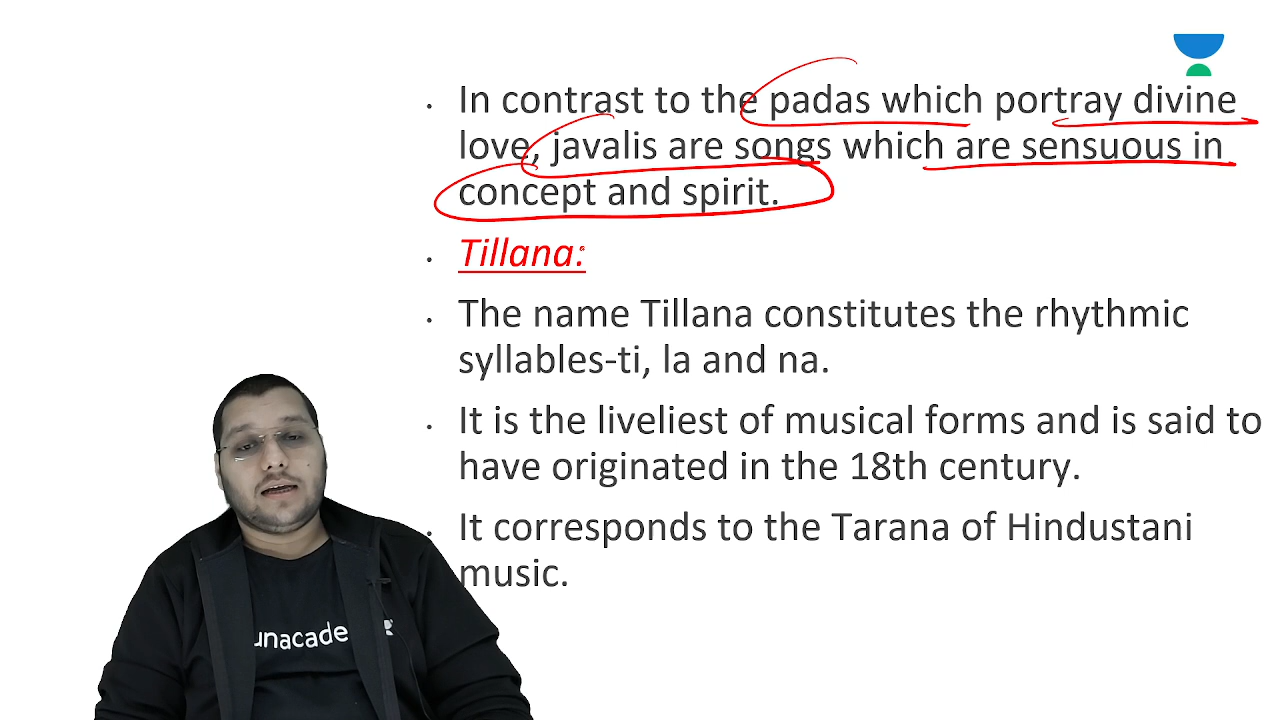 • In contrast to the padas which portray divine
love, javalis are songs which are sensuous in
concept and spirit.
• Tillana:
• The name Tillana constitutes the rhythmic
syllables-ti, la and na.
• It is the liveliest of musical forms and is said to
have originated in the 18th century.
• It corresponds to the Tarana of Hindustani
music.
unacade